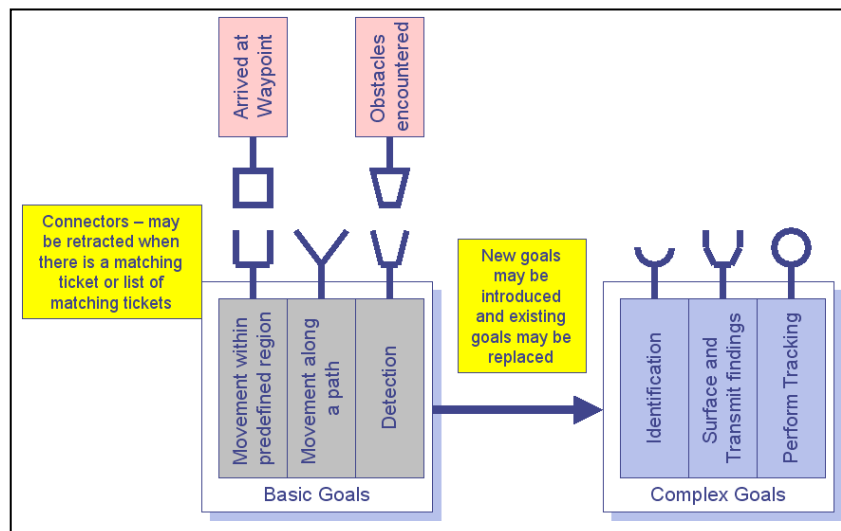 Arrived at
Waypoint
Obstacles
encountered
Connectors – may
be retracted when
there is a matching
ticket or list of
matching tickets
New goals
may be
introduced
and existing
goals may be
replaced
Movement within
predefined region
Movement along
a path
Detection
Basic Goals
Identification
Surface and
Transmit findings
Perform Tracking
Complex Goals